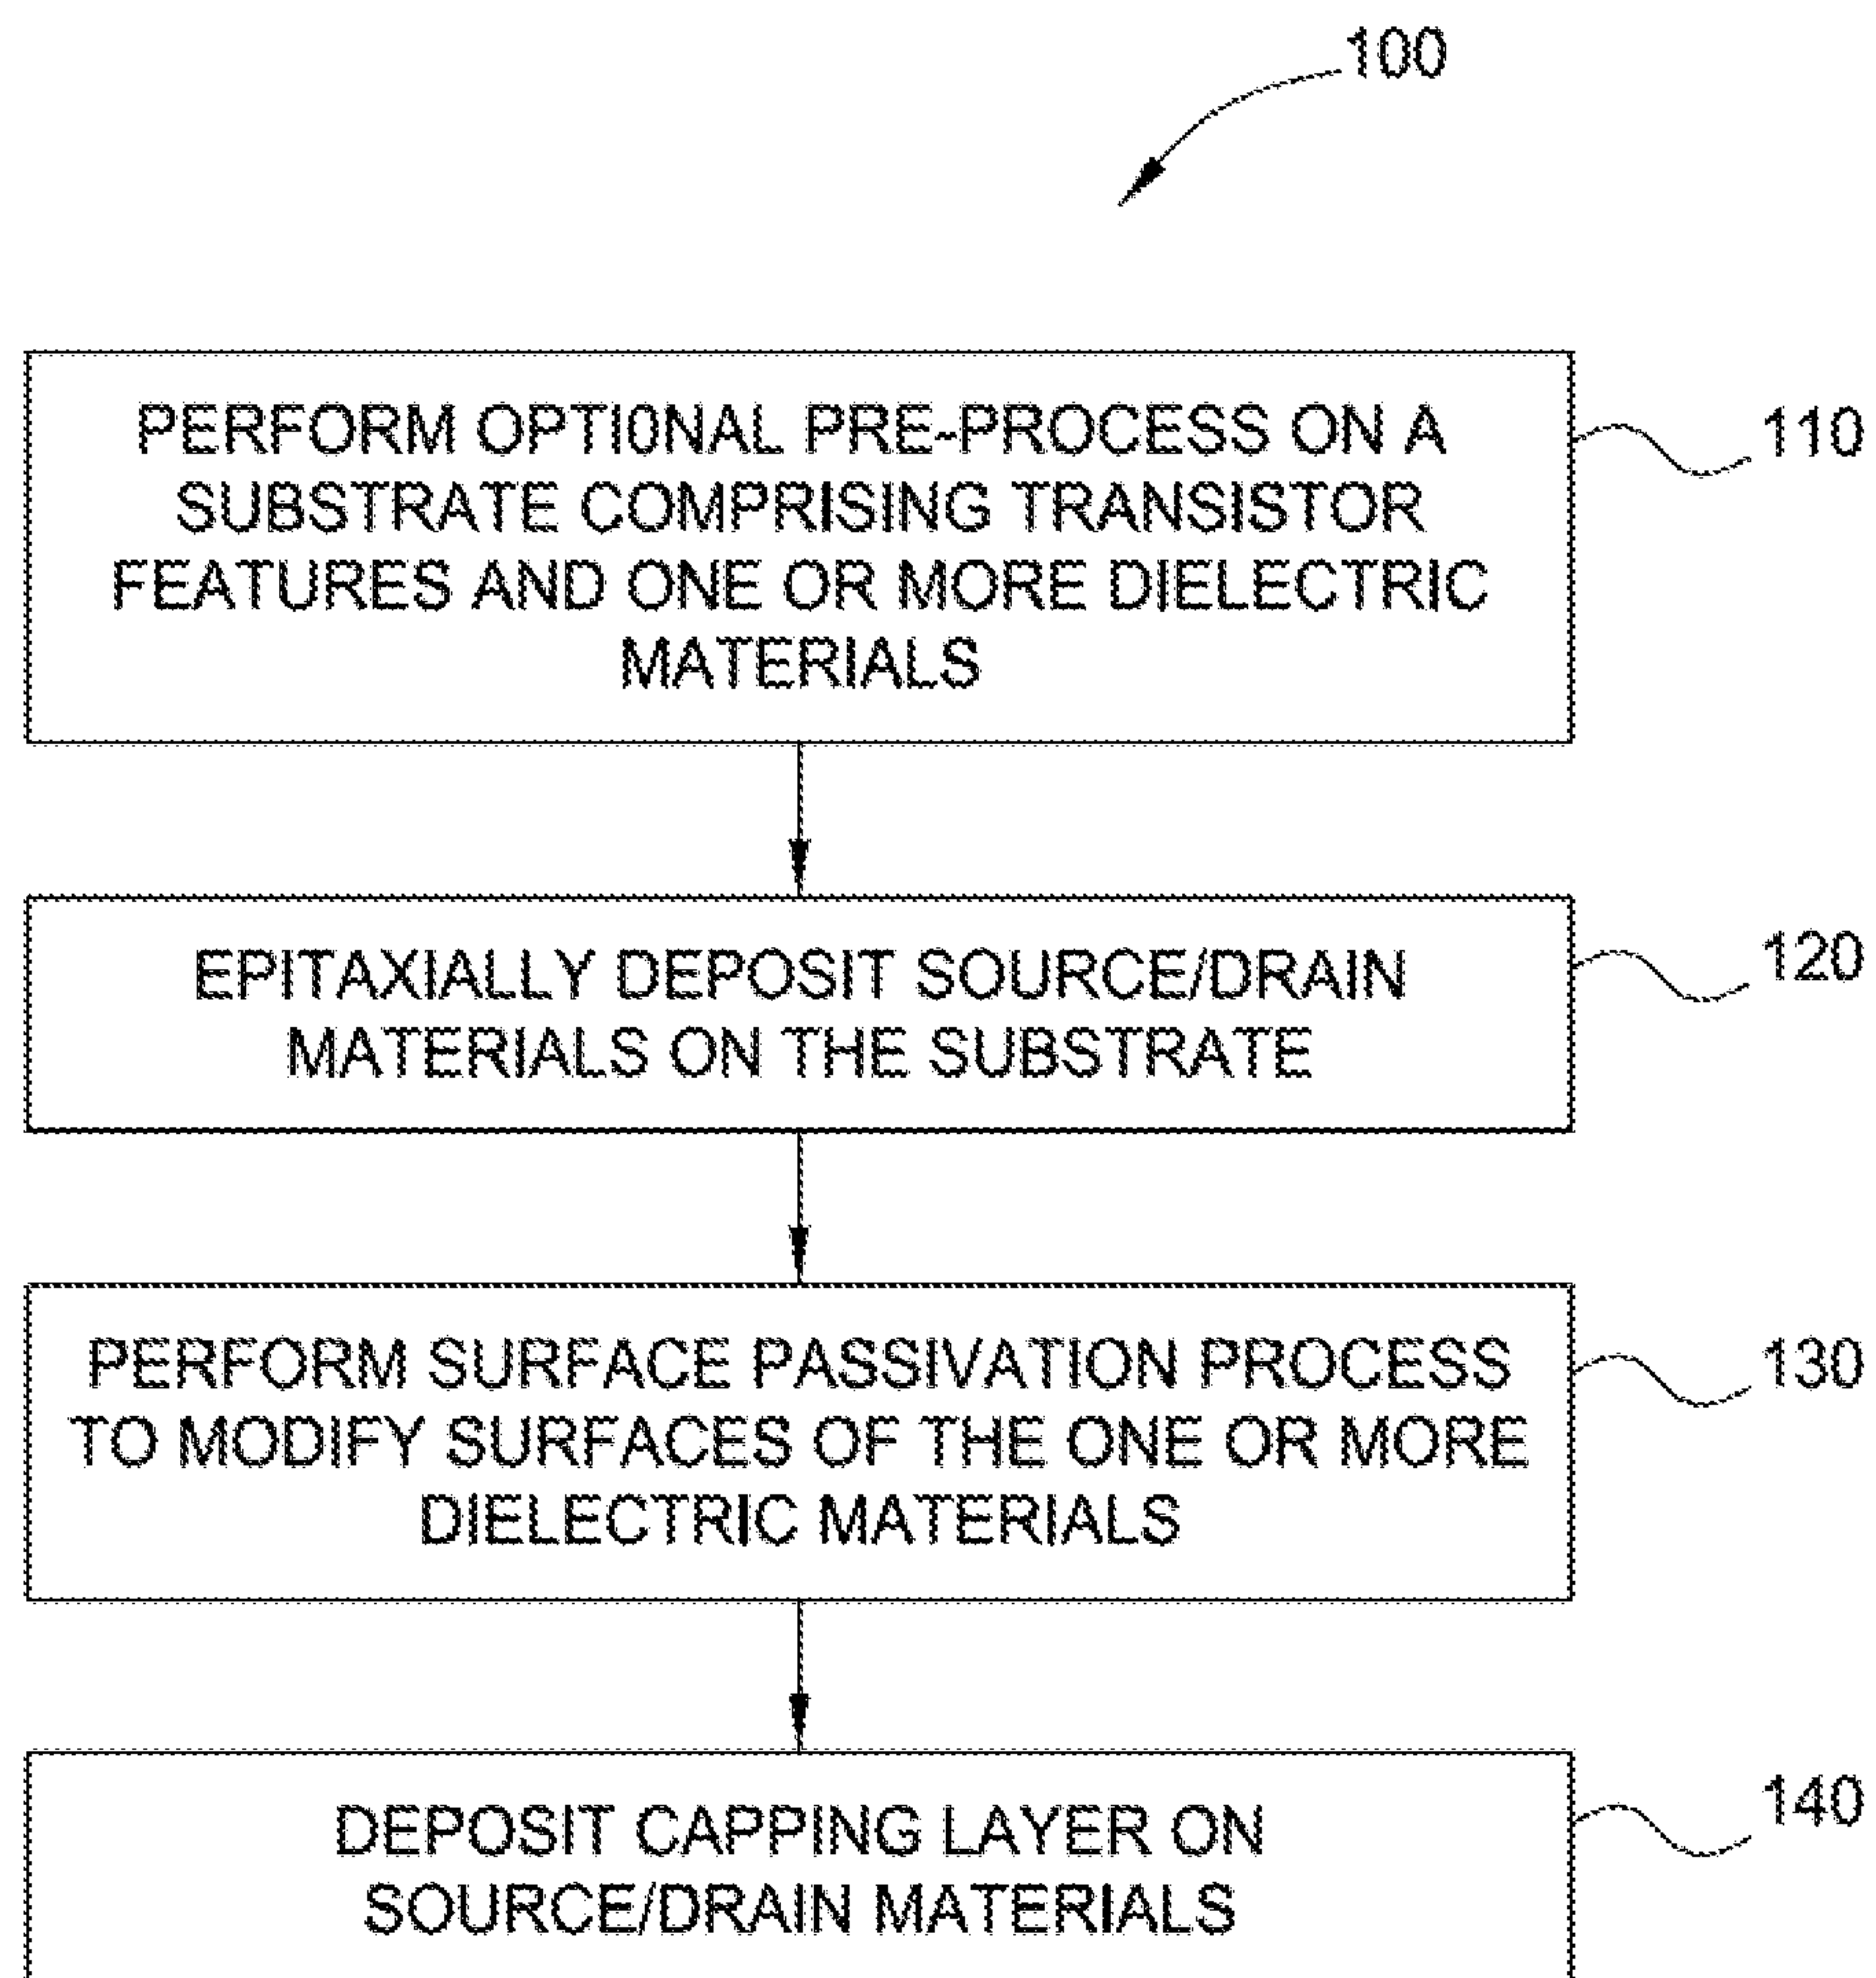 100
PERFORM OPTI0NAL PRE-PROCESS ON A
SUBSTRATE COMPRISING TRANSISTOR
FEATURES AND ONE OR MORE DIELECTRIC
MATERIALS
110
EPITAXIALLY DEPOSIT SOURCE/DRAIN
MATERIALS ON THE SUBSTRATE
120
PERFORM SURFACE PASSIVATION PROCESS
TO MODIFY SURFACES OF THE ONE OR MORE
DIELECTRIC MATERIALS
130
DEPOSIT CAPPING LAYER ON
SOURCE/DRAIN MATERIALS
140